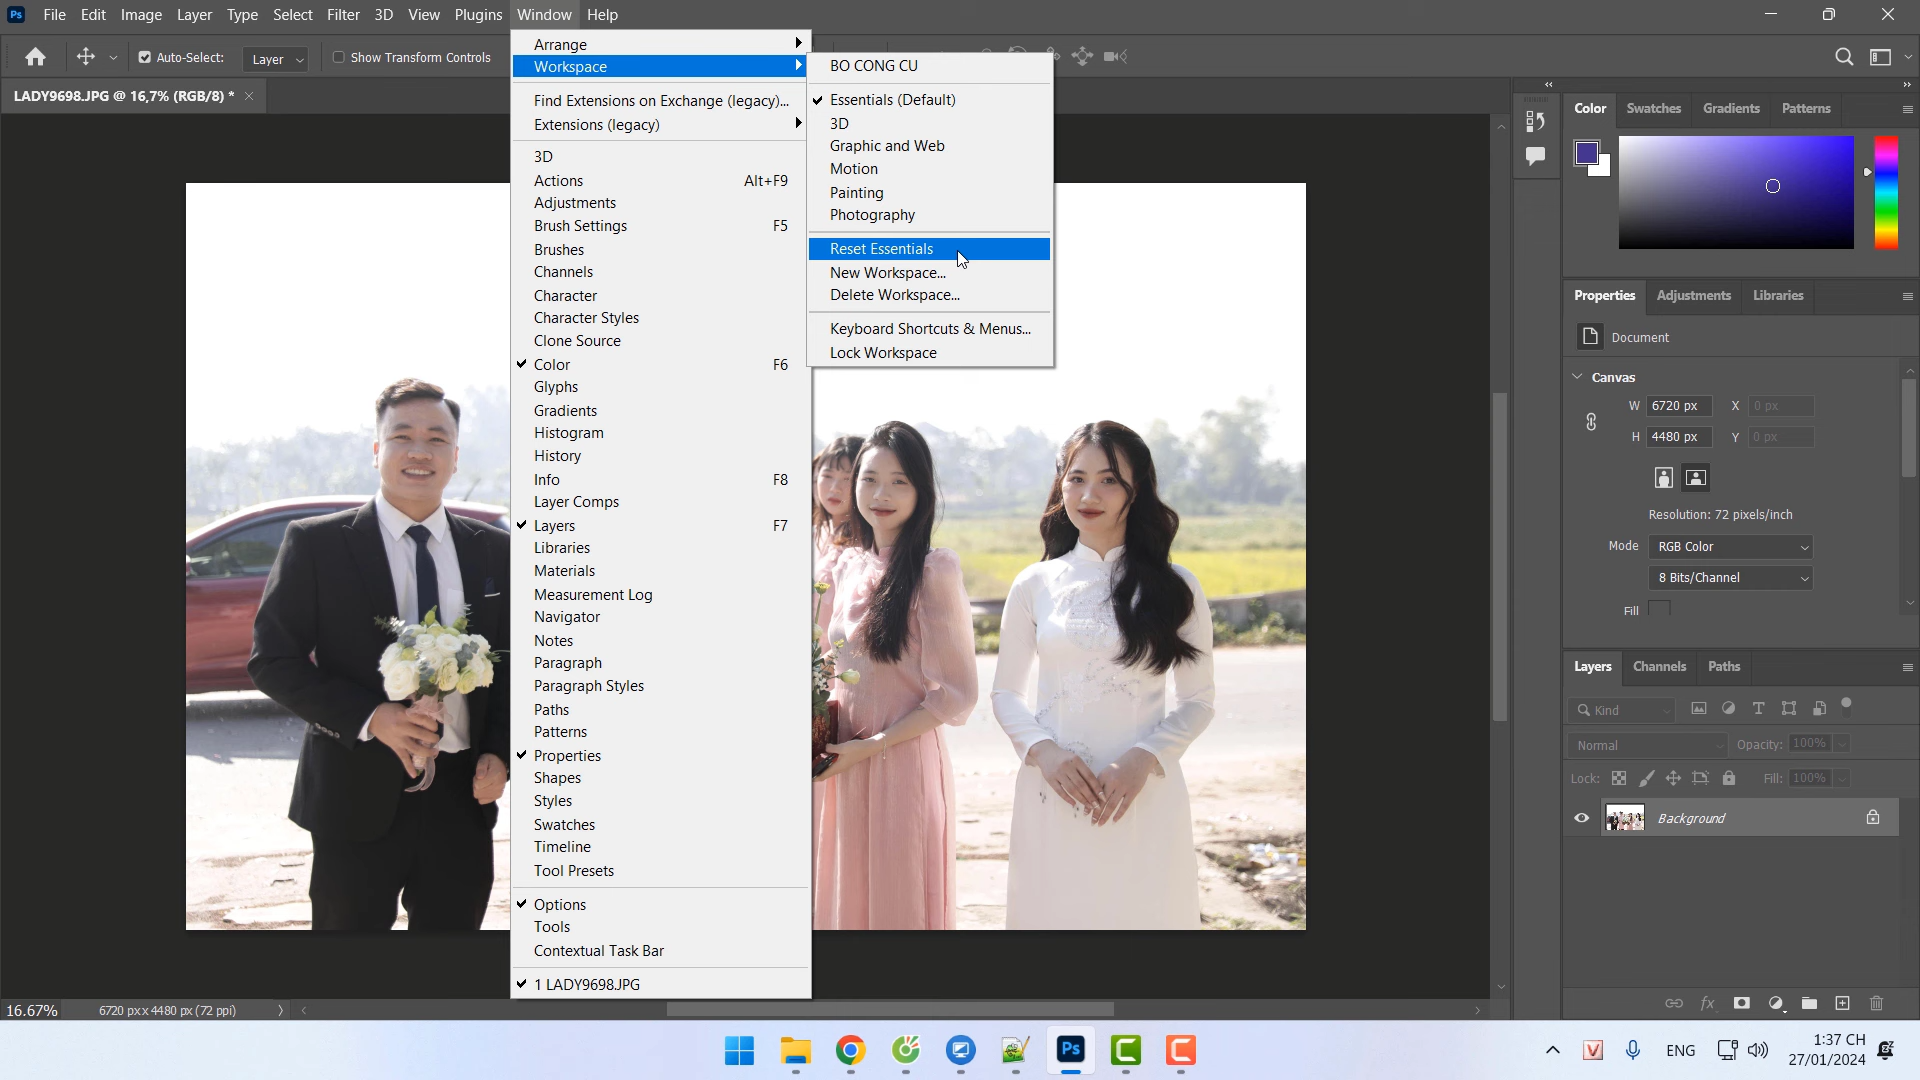 Ps File Edit Image Layer Type Select Filter 3D View Plugins Window Help
Auto-Select: Layer Show Transform Controls
LADY9698.JPG @ 16,7% (RGB/8) *
Arrange
Workspace
Find Extensions on Exchange (legacy)...
Extensions (legacy)
3D
Actions Alt+F9
Adjustments
Brush Settings F5
Brushes
Channels
Character
Character Styles
Clone Source
Color F6
Glyphs
Gradients
Histogram
History
Info F8
Layer Comps
Layers F7
Libraries
Materials
Measurement Log
Navigator
Notes
Paragraph
Paragraph Styles
Paths
Patterns
Properties
Shapes
Styles
Swatches
Timeline
Tool Presets
Options
Tools
Contextual Task Bar
1 LADY9698.JPG
BO CONG CU
Essentials (Default)
3D
Graphic and Web
Motion
Painting
Photography
Reset Essentials
New Workspace...
Delete Workspace...
Keyboard Shortcuts & Menus...
Lock Workspace
Color Swatches Gradients Patterns
Properties Adjustments Libraries
Document
Canvas
W 6720 px X 0 px
H 4480 px Y 0 px
Resolution: 72 pixels/inch
Mode RGB Color
8 Bits/Channel
Fill
Layers Channels Paths
Kind
Normal Opacity: 100%
Lock: Fill: 100%
Background
fx
16.67% 6720 px x 4480 px (72 ppi)
Ps
ENG
1:37 CH
27/01/2024